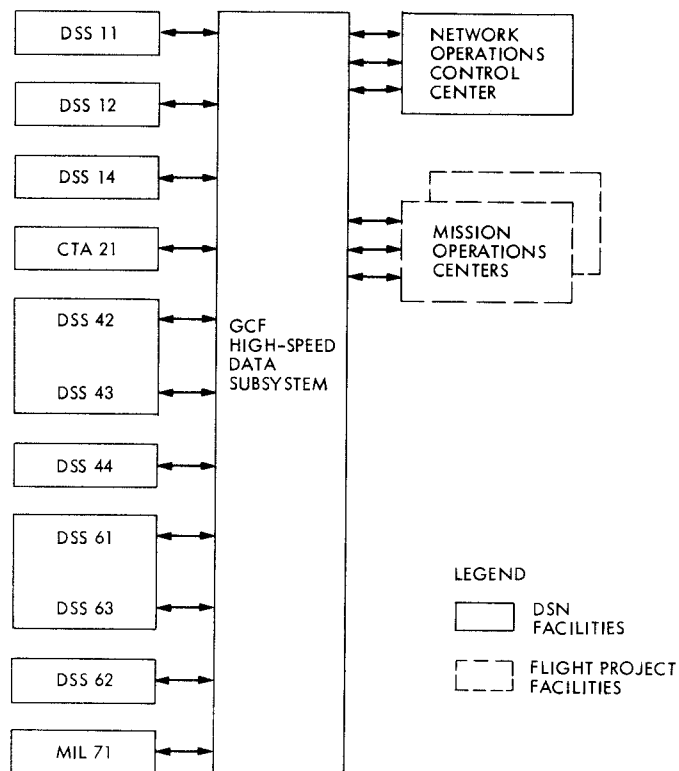 DSS 11
DSS 12
DSS 14
CTA 21
DSS 42
DSS 43
DSS 44
DSS 61
DSS 63
DSS 62
MIL 71
GCF
HIGH-SPEED
DATA
SUBSYSTEM
NETWORK
OPERATIONS
CONTROL
CENTER
MISSION
OPERATIONS
CENTERS
LEGEND
DSN
FACILITIES
FLIGHT PROJECT
FACILITIES